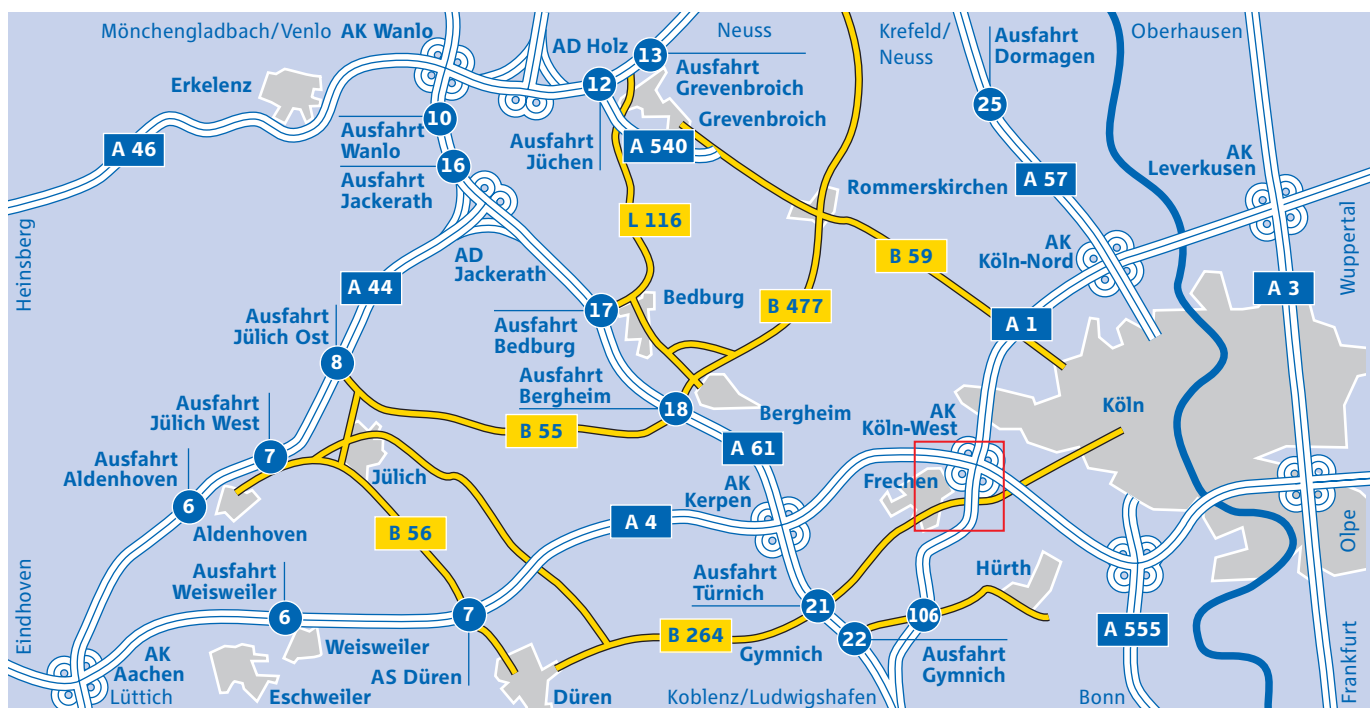 Mönchengladbach/Venlo AK Wanlo
AD Holz
13
Neuss
Krefeld/
Neuss
Ausfahrt
Dormagen
Oberhausen
Erkelenz
12
Ausfahrt
Grevenbroich
Grevenbroich
25
10
Ausfahrt
Wanlo
Ausfahrt
Jüchen
A 540
A 46
16
Ausfahrt
Jackerath
Rommerskirchen
A 57
AK
Leverkusen
Wuppertal
Heinsberg
L 116
AD
Jackerath
B 59
AK
Köln-Nord
A 44
Bedburg
B 477
A 3
17
Ausfahrt
Bedburg
A 1
Ausfahrt
Jülich Ost
8
Ausfahrt
Bergheim
18
Bergheim
Ausfahrt
Jülich West
7
B 55
A 61
AK
Köln-West
Köln
Ausfahrt
Aldenhoven
6
Jülich
AK
Kerpen
Frechen
Aldenhoven
B 56
A 4
Olpe
Eindhoven
Ausfahrt
Weisweiler
6
7
Ausfahrt
Türnich
21
Hürth
106
Weisweiler
B 264
Gymnich
22
Ausfahrt
Gymnich
A 555
AK
Aachen
Lüttich
Eschweiler
AS Düren
Düren
Koblenz/Ludwigshafen
Bonn
Frankfurt